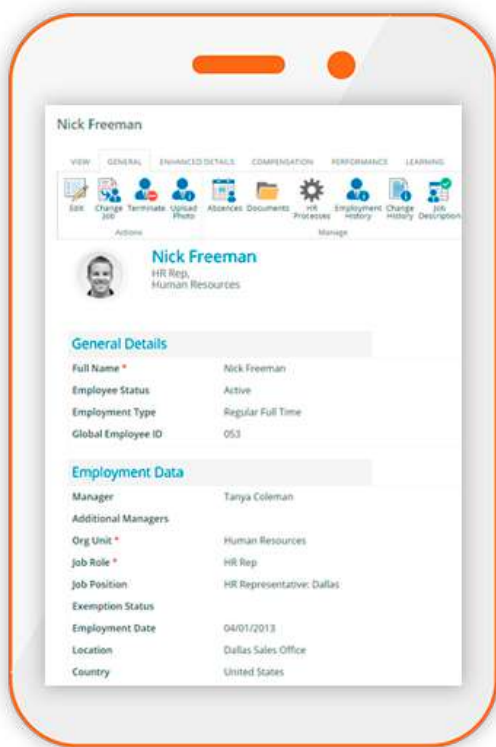 Nick Freeman
VIEW GENERAL ENHANCED DETAILS COMPENSATION PERFORMANCE LEARNING
Edit Change Job Terminate Upload Photo Absences Documents HR Processes Employment History Change History Job Description
Actions Manage
Nick Freeman
HR Rep,
Human Resources
General Details
Full Name * Nick Freeman
Employee Status Active
Employment Type Regular Full Time
Global Employee ID 053
Employment Data
Manager Tanya Coleman
Additional Managers
Org Unit * Human Resources
Job Role * HR Rep
Job Position HR Representative: Dallas
Exemption Status
Employment Date 04/01/2013
Location Dallas Sales Office
Country United States